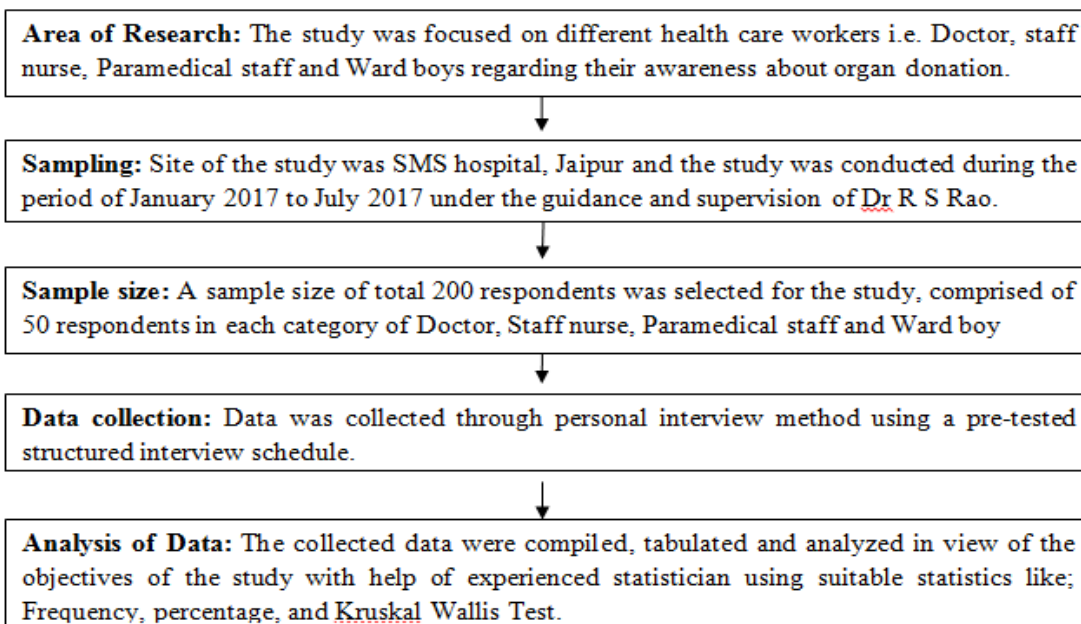 Area of Research: The study was focused on different health care workers i.e. Doctor, staff
nurse, Paramedical staff and Ward boys regarding their awareness about organ donation.
Sampling: Site of the study was SMS hospital, Jaipur and the study was conducted during the
period of January 2017 to July 2017 under the guidance and supervision of Dr R S Rao.
Sample size: A sample size of total 200 respondents was selected for the study, comprised of
50 respondents in each category of Doctor, Staff nurse, Paramedical staff and Ward boy
Data collection: Data was collected through personal interview method using a pre-tested
structured interview schedule.
Analysis of Data: The collected data were compiled, tabulated and analyzed in view of the
objectives of the study with help of experienced statistician using suitable statistics like;
Frequency, percentage, and Kruskal Wallis Test.